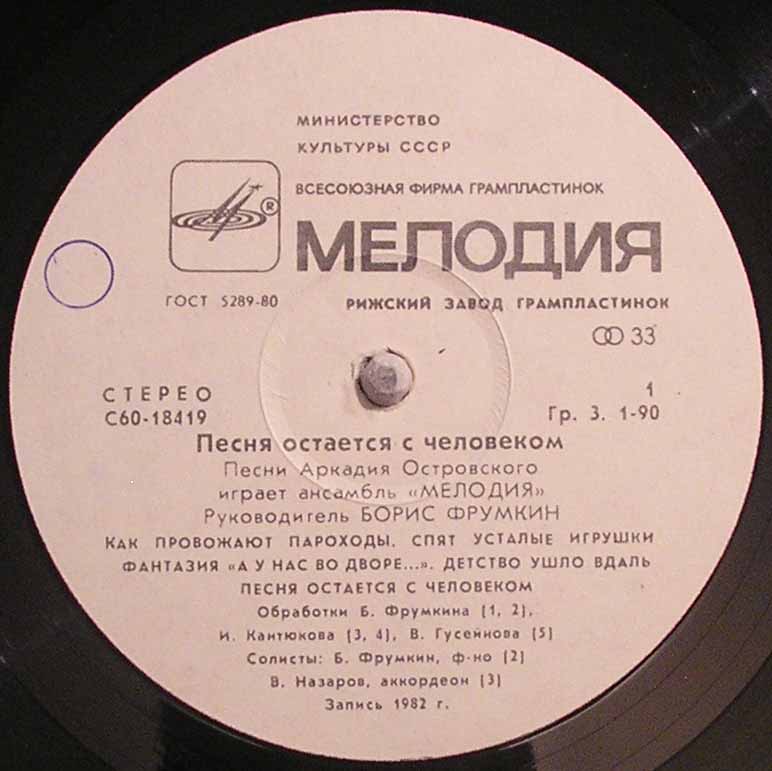 МИНИСТЕРСТВО
КУЛЬТУРЫ СССР
ВСЕСОЮЗНАЯ ФИРМА ГРАМПЛАСТИНОК
®
МЕЛОДИЯ
ГОСТ 5289-80
РИЖСКИЙ ЗАВОД ГРАМПЛАСТИНОК
33
СТЕРЕО
1
С60-18419
Гр. 3. 1-90
Песня остается с человеком
Песни Аркадия Островского
играет ансамбль «МЕЛОДИЯ»
Руководитель БОРИС ФРУМКИН
КАК ПРОВОЖАЮТ ПАРОХОДЫ. СПЯТ УСТАЛЫЕ ИГРУШКИ
ФАНТАЗИЯ «А У НАС ВО ДВОРЕ...». ДЕТСТВО УШЛО ВДАЛЬ
ПЕСНЯ ОСТАЕТСЯ С ЧЕЛОВЕКОМ
Обработки Б. Фрумкина (1, 2),
И. Кантюкова (3, 4), В. Гусейнова (5)
Солисты: Б. Фрумкин, ф-но (2)
В. Назаров, аккордеон (3)
Запись 1982 г.